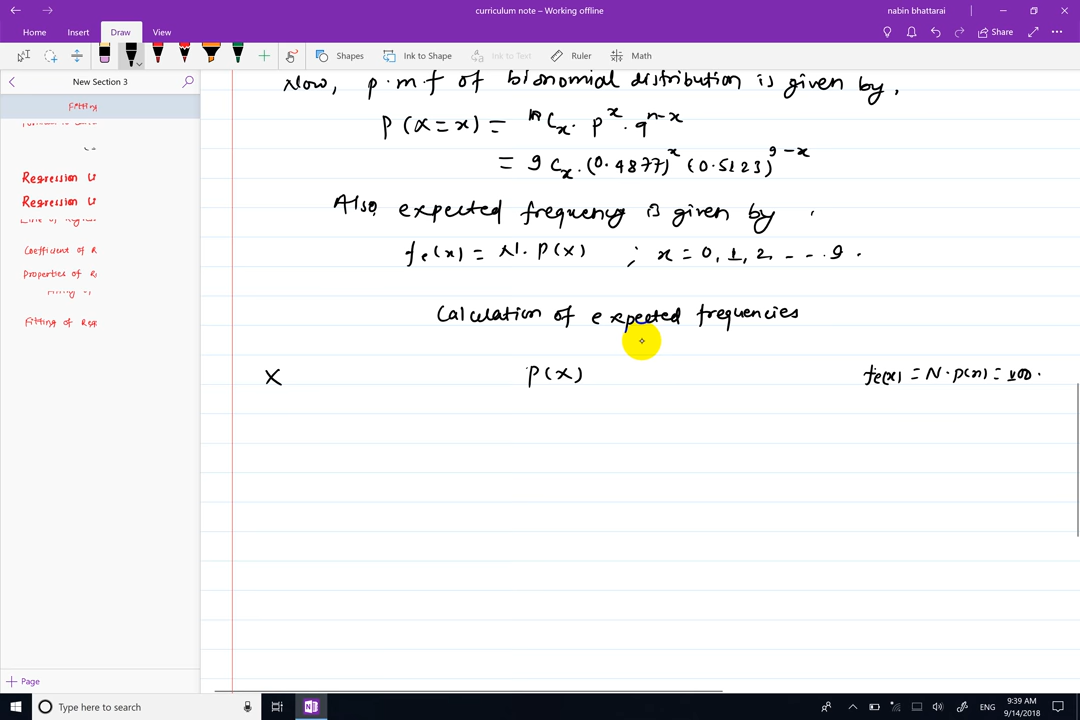 curriculum note – Working offline
nabin bhattarai
Home Insert Draw View
Share
Shapes Ink to Shape Ink to Text Ruler Math
New Section 3
Fitting
Regression Li
Regression Li
Coefficient of R
Properties of R
Fitting of Regr
Page
Now, p.m.f of binomial distribution is given by,
P(X=x) = nCx. p^x. q^n-x
= 9Cx. (0.4877)^x (0.5123)^9-x
Also expected frequency is given by,
fe(x) = N. P(x) ; x = 0, 1, 2, - - . 9.
Calculation of expected frequencies
X P(x) fe(x) = N. p(x) = 100.
Type here to search
ENG
9:39 AM
9/14/2018